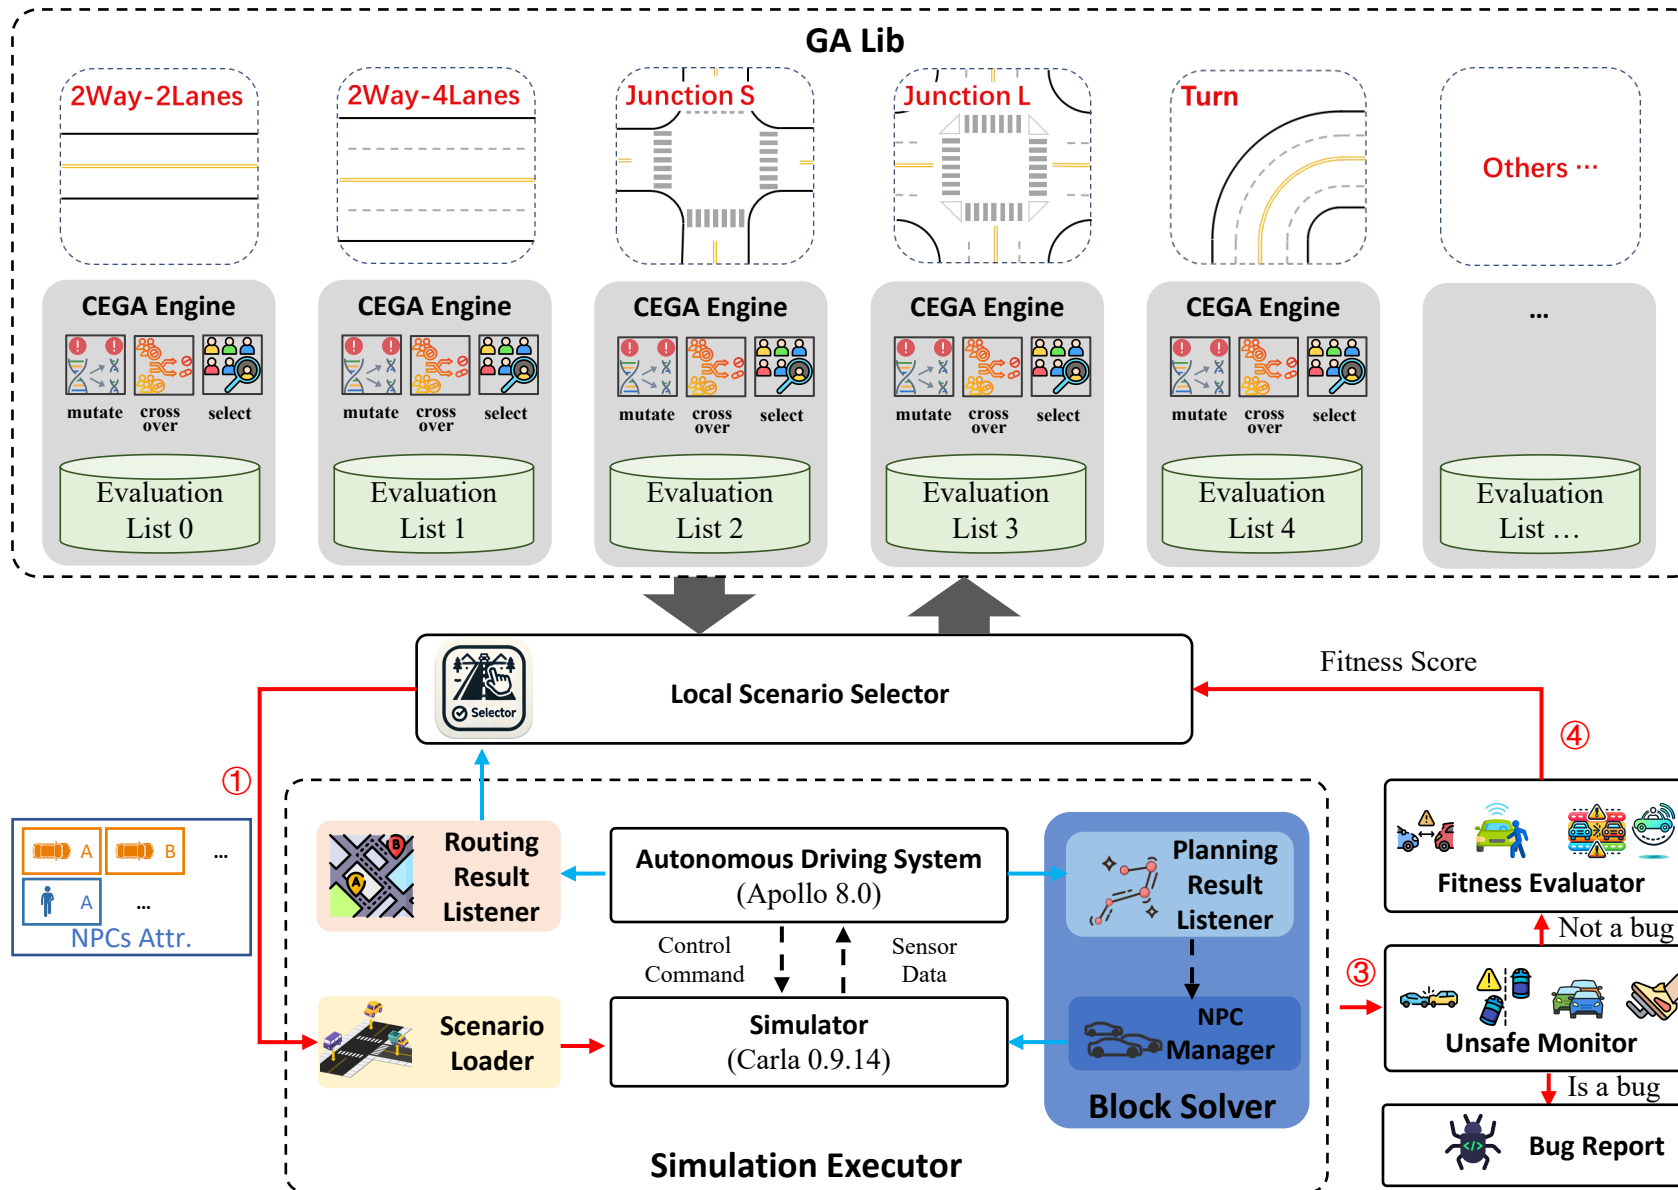 GA Lib
2Way-2Lanes
2Way-4Lanes
Junction S
Junction L
Turn
Others ···
CEGA Engine
CEGA Engine
CEGA Engine
CEGA Engine
CEGA Engine
...
mutate
cross
over
select
mutate
cross
over
select
mutate
cross
over
select
mutate
cross
over
select
mutate
cross
over
select
Evaluation
List 0
Evaluation
List 1
Evaluation
List 2
Evaluation
List 3
Evaluation
List 4
Evaluation
List …
Selector
Local Scenario Selector
Fitness Score
①
④
A
B
...
A
...
NPCs Attr.
B
A
Routing
Result
Listener
Autonomous Driving System
(Apollo 8.0)
Planning
Result
Listener
Fitness Evaluator
Control
Command
Sensor
Data
Not a bug
③
Scenario
Loader
Simulator
(Carla 0.9.14)
NPC
Manager
Unsafe Monitor
Block Solver
Is a bug
</>
Bug Report
Simulation Executor